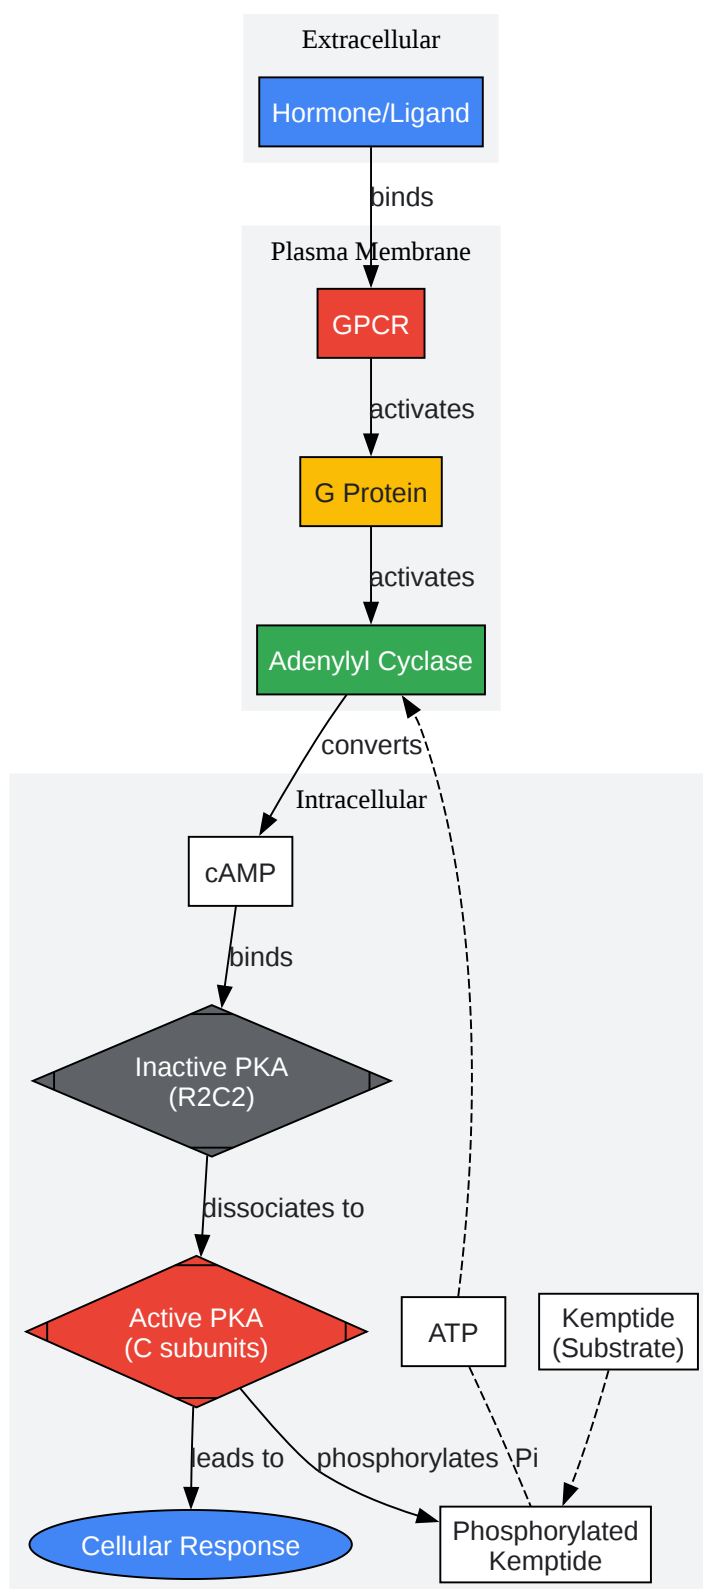 Extracellular
Hormone/Ligand
binds
Plasma Membrane
GPCR
activates
G Protein
activates
Adenylyl Cyclase
converts
Intracellular
cAMP
binds
Inactive PKA
(R2C2)
dissociates to
Active PKA
(C subunits)
ATP
Kemptide
(Substrate)
leads to
phosphorylates
Pi
Cellular Response
Phosphorylated
Kemptide